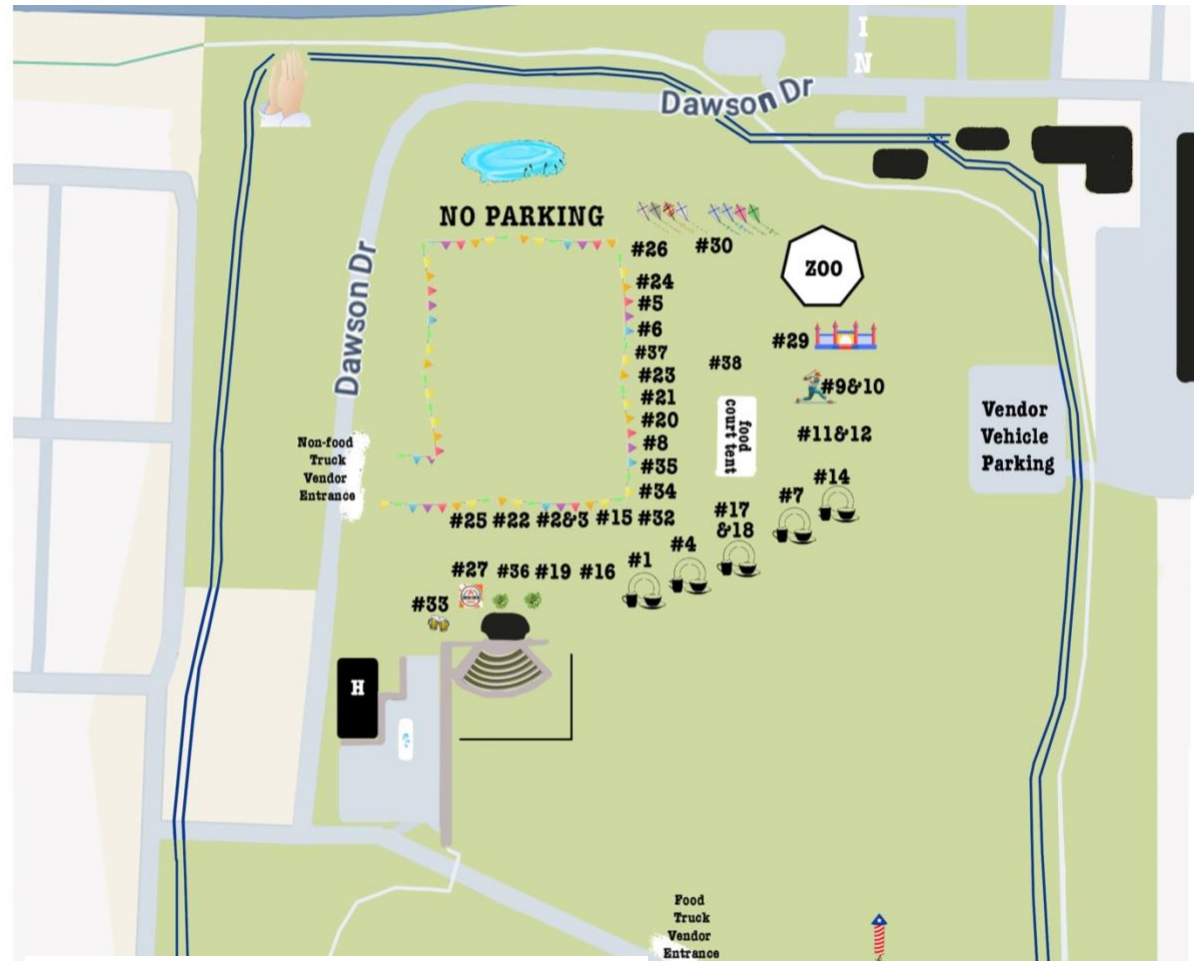 I
N
Dawson Dr
NO PARKING
#26
#30
ZOO
#24
#5
#6
#29
Dawson Dr
#37
#38
#23
#9&10
#21
#20
food
court tent
Vendor
Vehicle
Parking
#11&12
#8
Non-food
Truck
Vendor
Entrance
#35
#14
#34
#7
#17
&18
#25 #22 #2&3 #15 #32
#4
#1
#27 #36 #19 #16
#33
H
Food
Truck
Vendor
Entrance